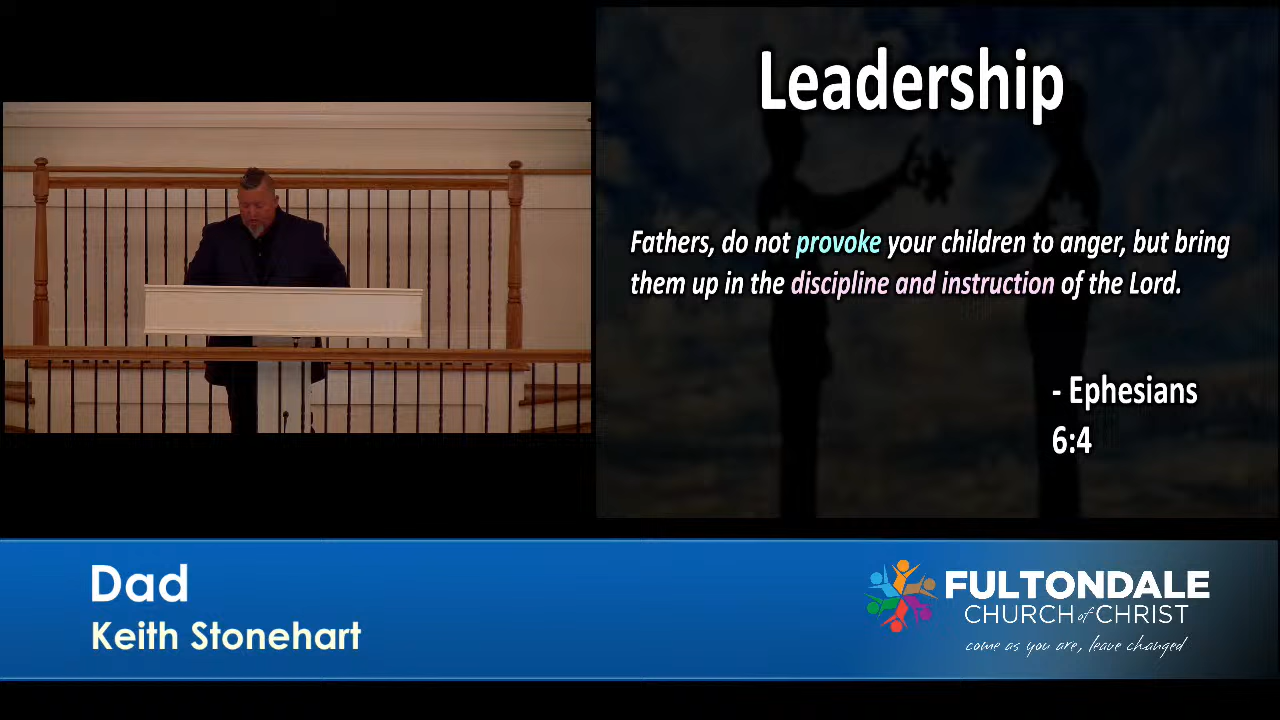 Leadership
Fathers, do not provoke your children to anger, but bring
them up in the discipline and instruction of the Lord.
- Ephesians
6:4
Dad
Keith Stonehart
FULTONDALE
CHURCH of CHRIST
come as you are, leave changed